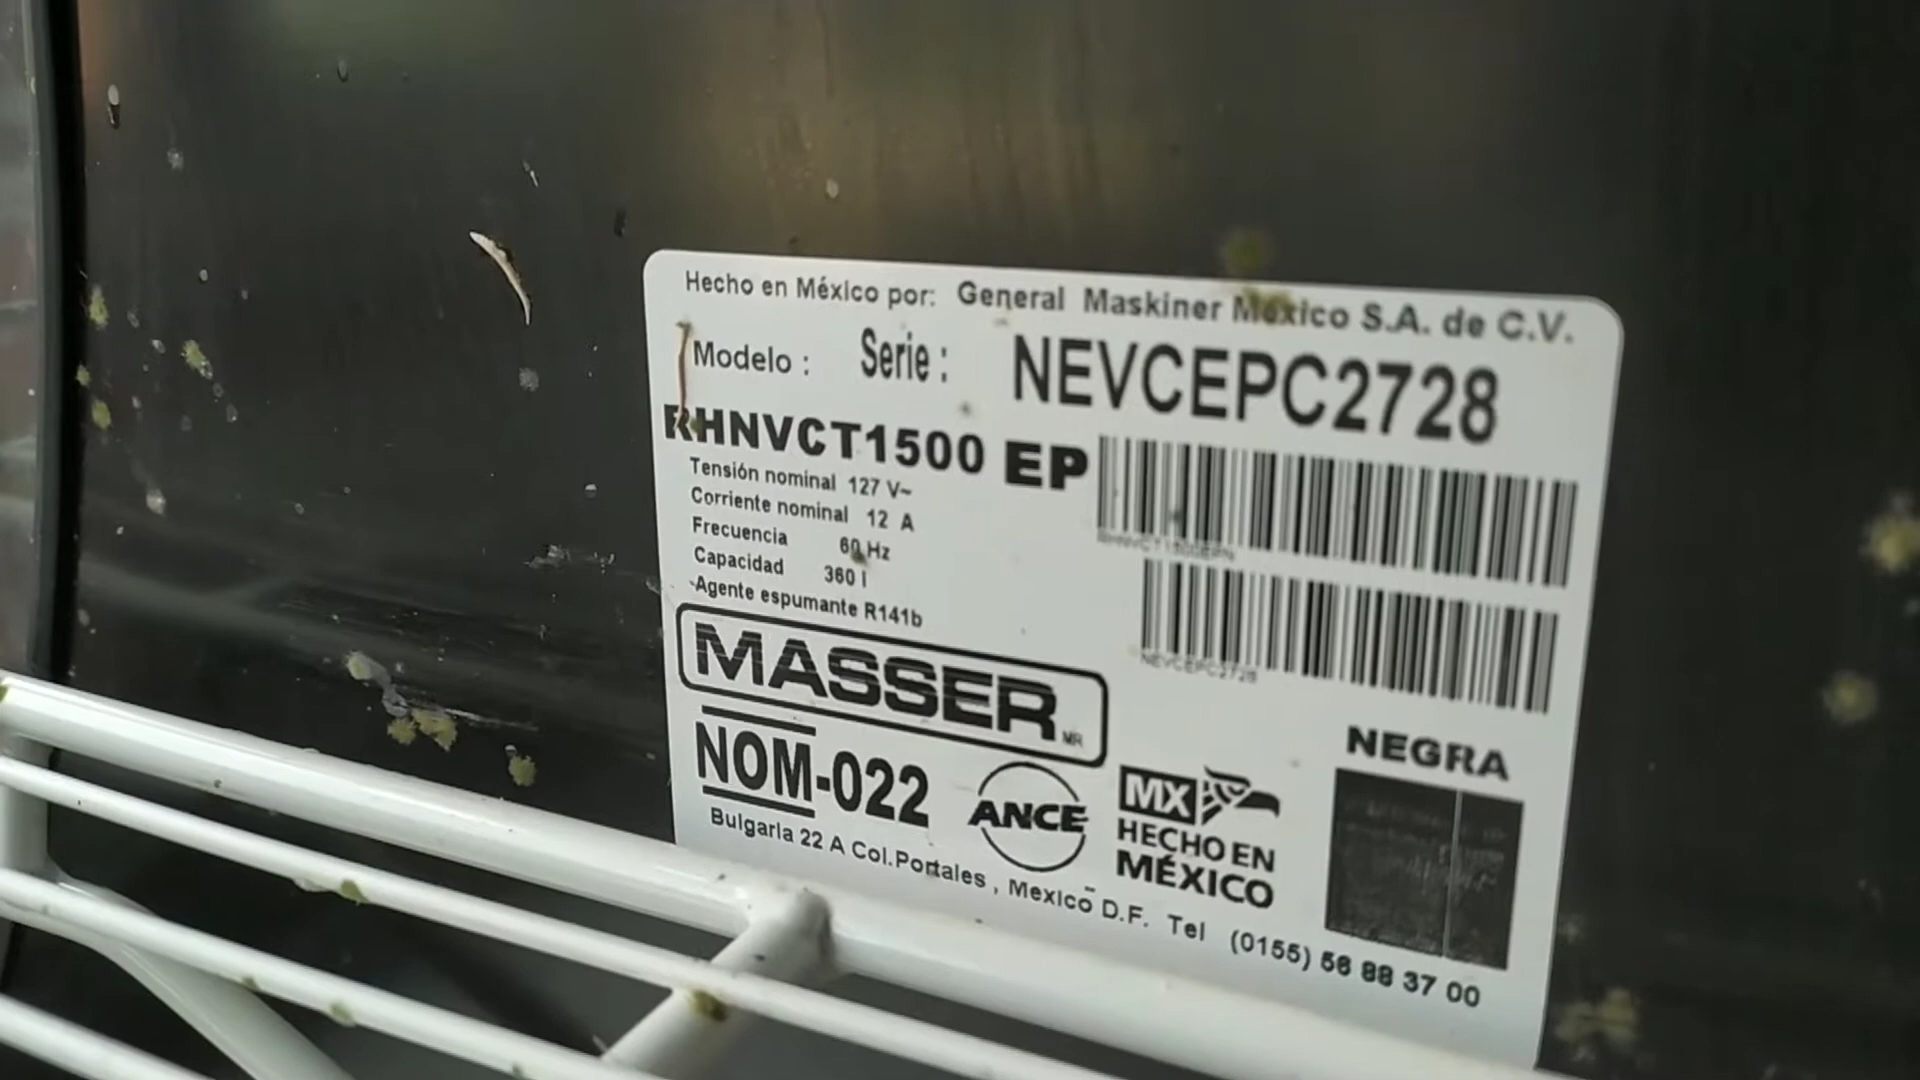 Hecho en México por: General Maskiner México S.A. de C.V.
Modelo : Serie : NEVCEPC2728
RHNVCT1500 EP
Tensión nominal 127 V~
Corriente nominal 12 A
Frecuencia 60 Hz
Capacidad 360 l
Agente espumante R141b
RHNVCT1500EPN
NEVCEPC2728
MASSER MR
NEGRA
NOM-022
ANCE
MX
HECHO EN
MÉXICO
Bulgaria 22 A Col.Portales , Mexico D.F. Tel (0155) 56 88 37 00